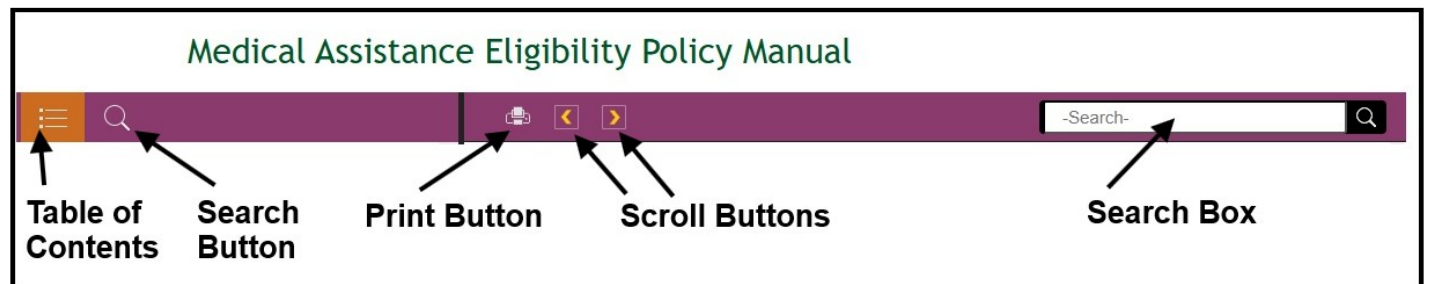 Medical Assistance Eligibility Policy Manual
-Search-
Table of
Contents
Search
Button
Print Button
Scroll Buttons
Search Box